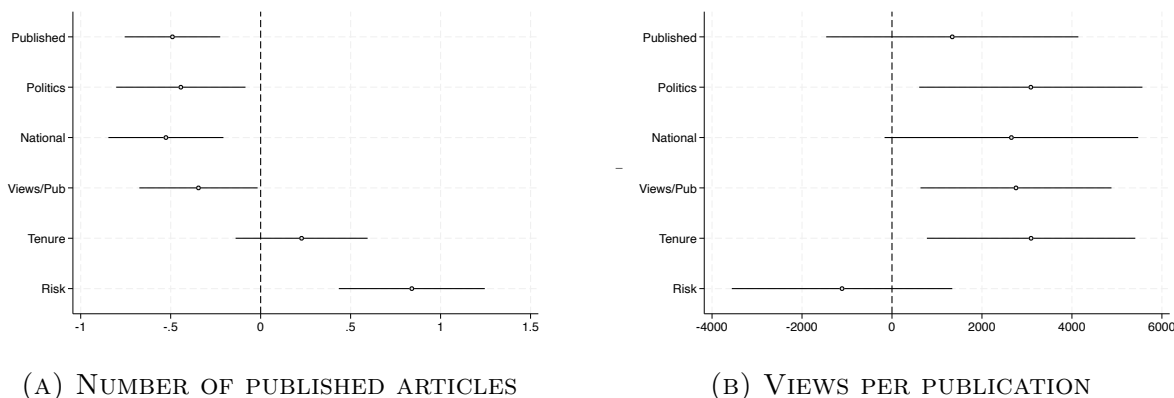 Published
Politics
National
Views/Pub
Tenure
Risk
-1 -.5 0 .5 1 1.5
(A) NUMBER OF PUBLISHED ARTICLES
Published
Politics
National
Views/Pub
Tenure
Risk
-4000 -2000 0 2000 4000 6000
(B) VIEWS PER PUBLICATION